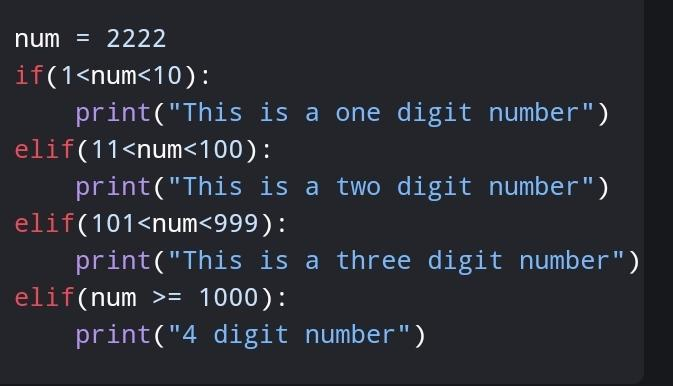 num = 2222
if(1<num<10):
    print("This is a one digit number")
elif(11<num<100):
    print("This is a two digit number")
elif(101<num<999):
    print("This is a three digit number")
elif(num >= 1000):
    print("4 digit number")